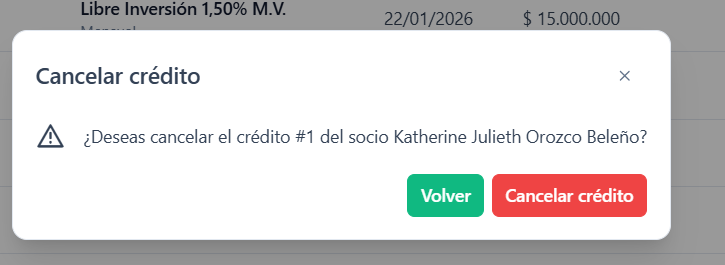 Libre Inversión 1,50% M.V.
22/01/2026 $ 15.000.000
Mensual
Cancelar crédito
¿Deseas cancelar el crédito #1 del socio Katherine Julieth Orozco Beleño?
Volver Cancelar crédito